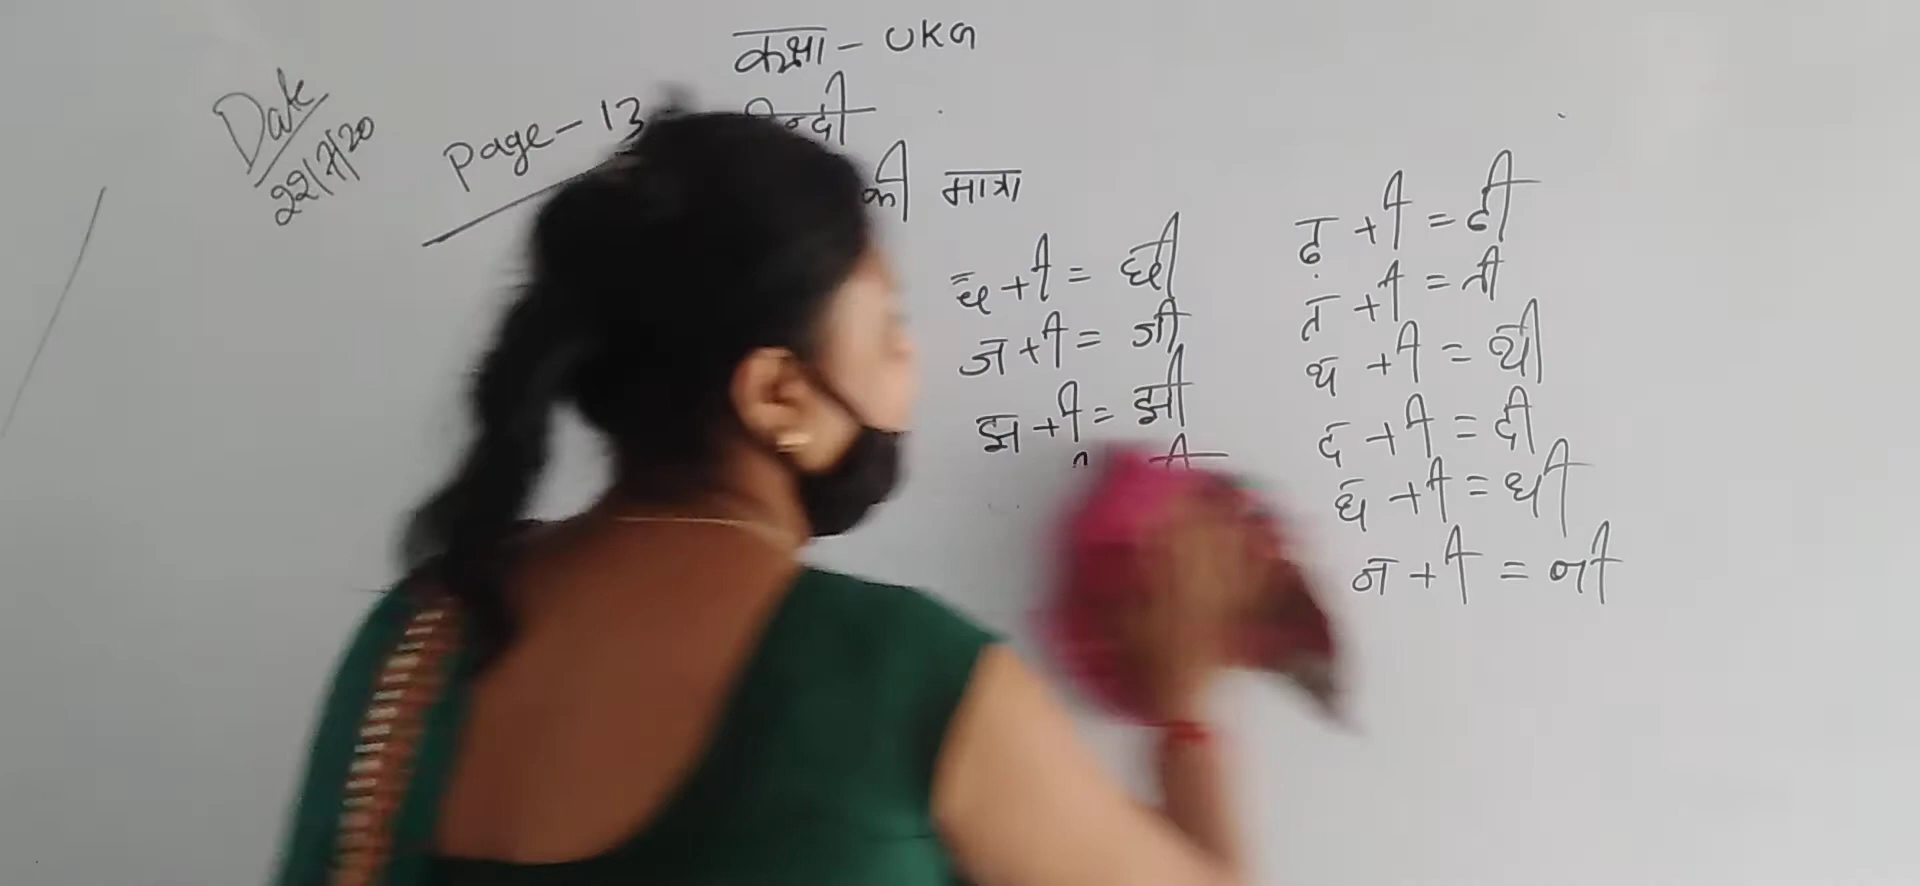 कक्षा - UKG
Date
22/7/20
Page - 13
हिन्दी
की मात्रा
छ + ी = छी
ज + ी = जी
झ + ी = झी
ढ़ + ी = ढी
त + ी = ती
थ + ी = थी
द + ी = दी
ध + ी = धी
न + ी = नी